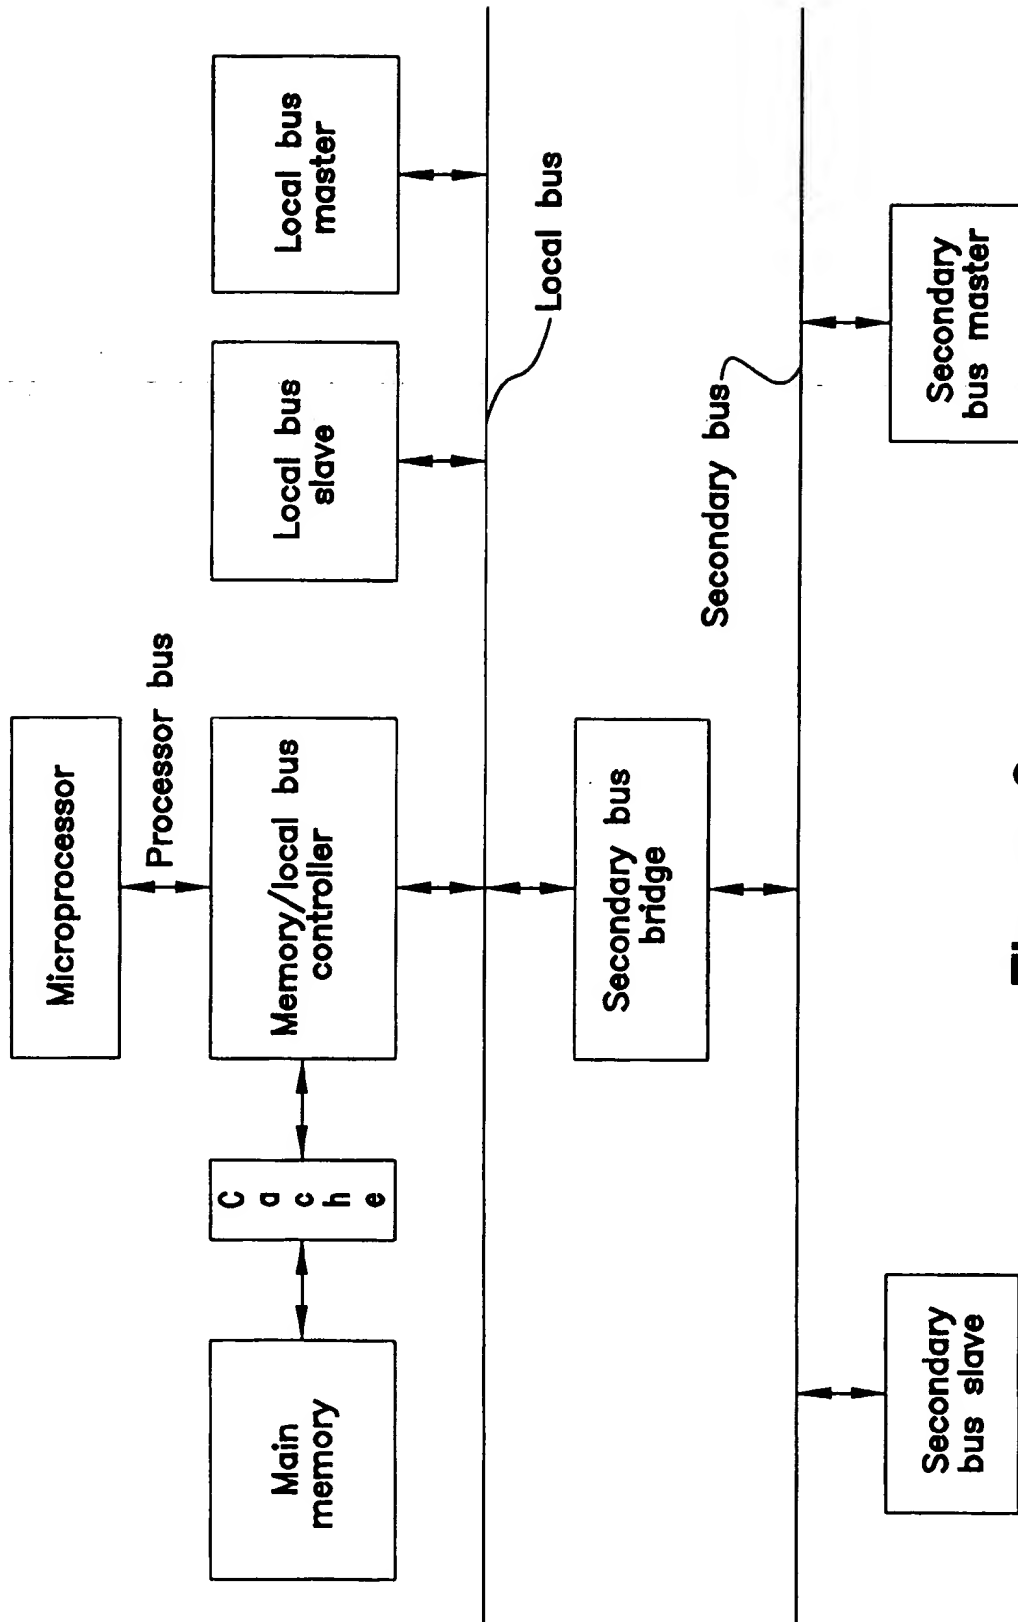 Microprocessor
Processor bus
Main
memory
C
a
c
h
e
Memory/local bus
controller
Local bus
slave
Local bus
master
Local bus
Secondary bus
bridge
Secondary bus
Secondary
bus slave
Secondary
bus master